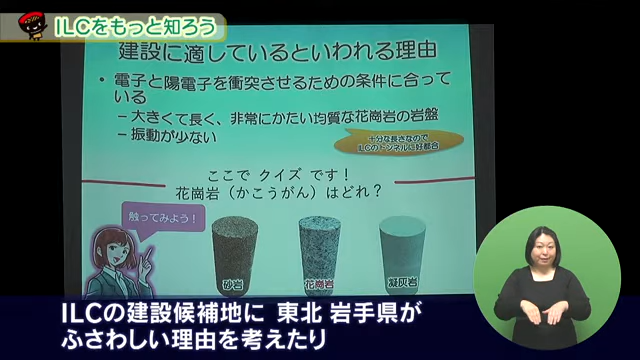 ILCをもっと知ろう
建設に適しているといわれる理由
• 電子と陽電子を衝突させるための条件に合って
いる
– 大きくて長く、非常にかたい均質な花崗岩の岩盤
– 振動が少ない
十分な長さなので
ILCのトンネルに好都合
ここで クイズ です！
花崗岩（かこうがん）はどれ？
触ってみよう！
砂岩
花崗岩
凝灰岩
ILCの建設候補地に 東北 岩手県が
ふさわしい理由を考えたり